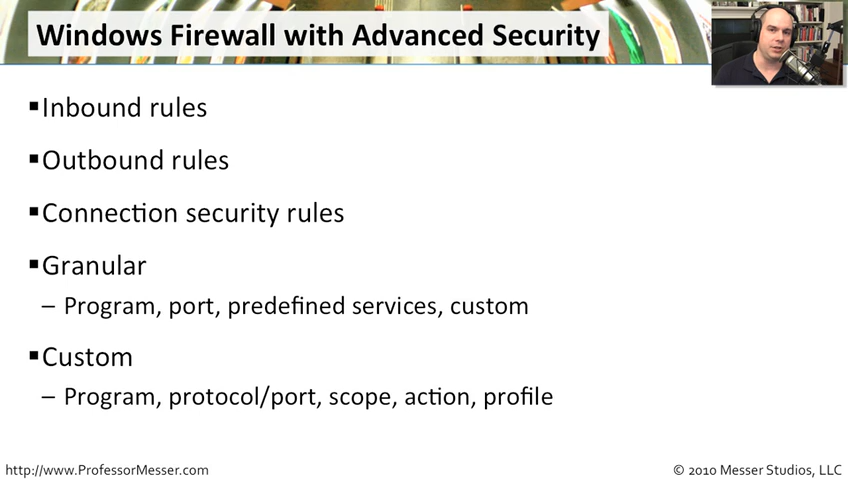 Windows Firewall with Advanced Security
▪Inbound rules
▪Outbound rules
▪Connection security rules
▪Granular
– Program, port, predefined services, custom
▪Custom
– Program, protocol/port, scope, action, profile
http://www.ProfessorMesser.com
© 2010 Messer Studios, LLC